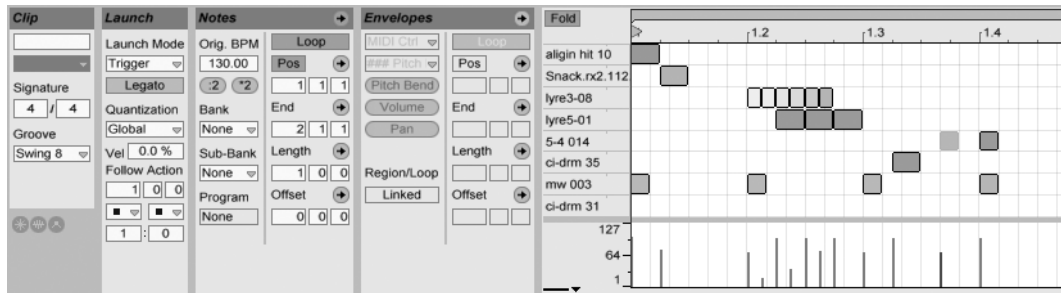 Clip
Signature
4 / 4
Groove
Swing 8
Launch
Launch Mode
Trigger
Legato
Quantization
Global
Vel 0.0 %
Follow Action
1 0 0
1 : 0
Notes
Orig. BPM
130.00
:2 *2
Bank
None
Sub-Bank
None
Program
None
Loop
Pos
1 1 1
End
2 1 1
Length
1 0 0
Offset
0 0 0
Envelopes
MIDI Ctrl
### Pitch
Pitch Bend
Volume
Pan
Region/Loop
Linked
Loop
Pos
End
Length
Offset
Fold
1.2 1.3 1.4
aligin hit 10
Snack.rx2.112
lyre3-08
lyre5-01
5-4 014
ci-drm 35
mw 003
ci-drm 31
127
64
1